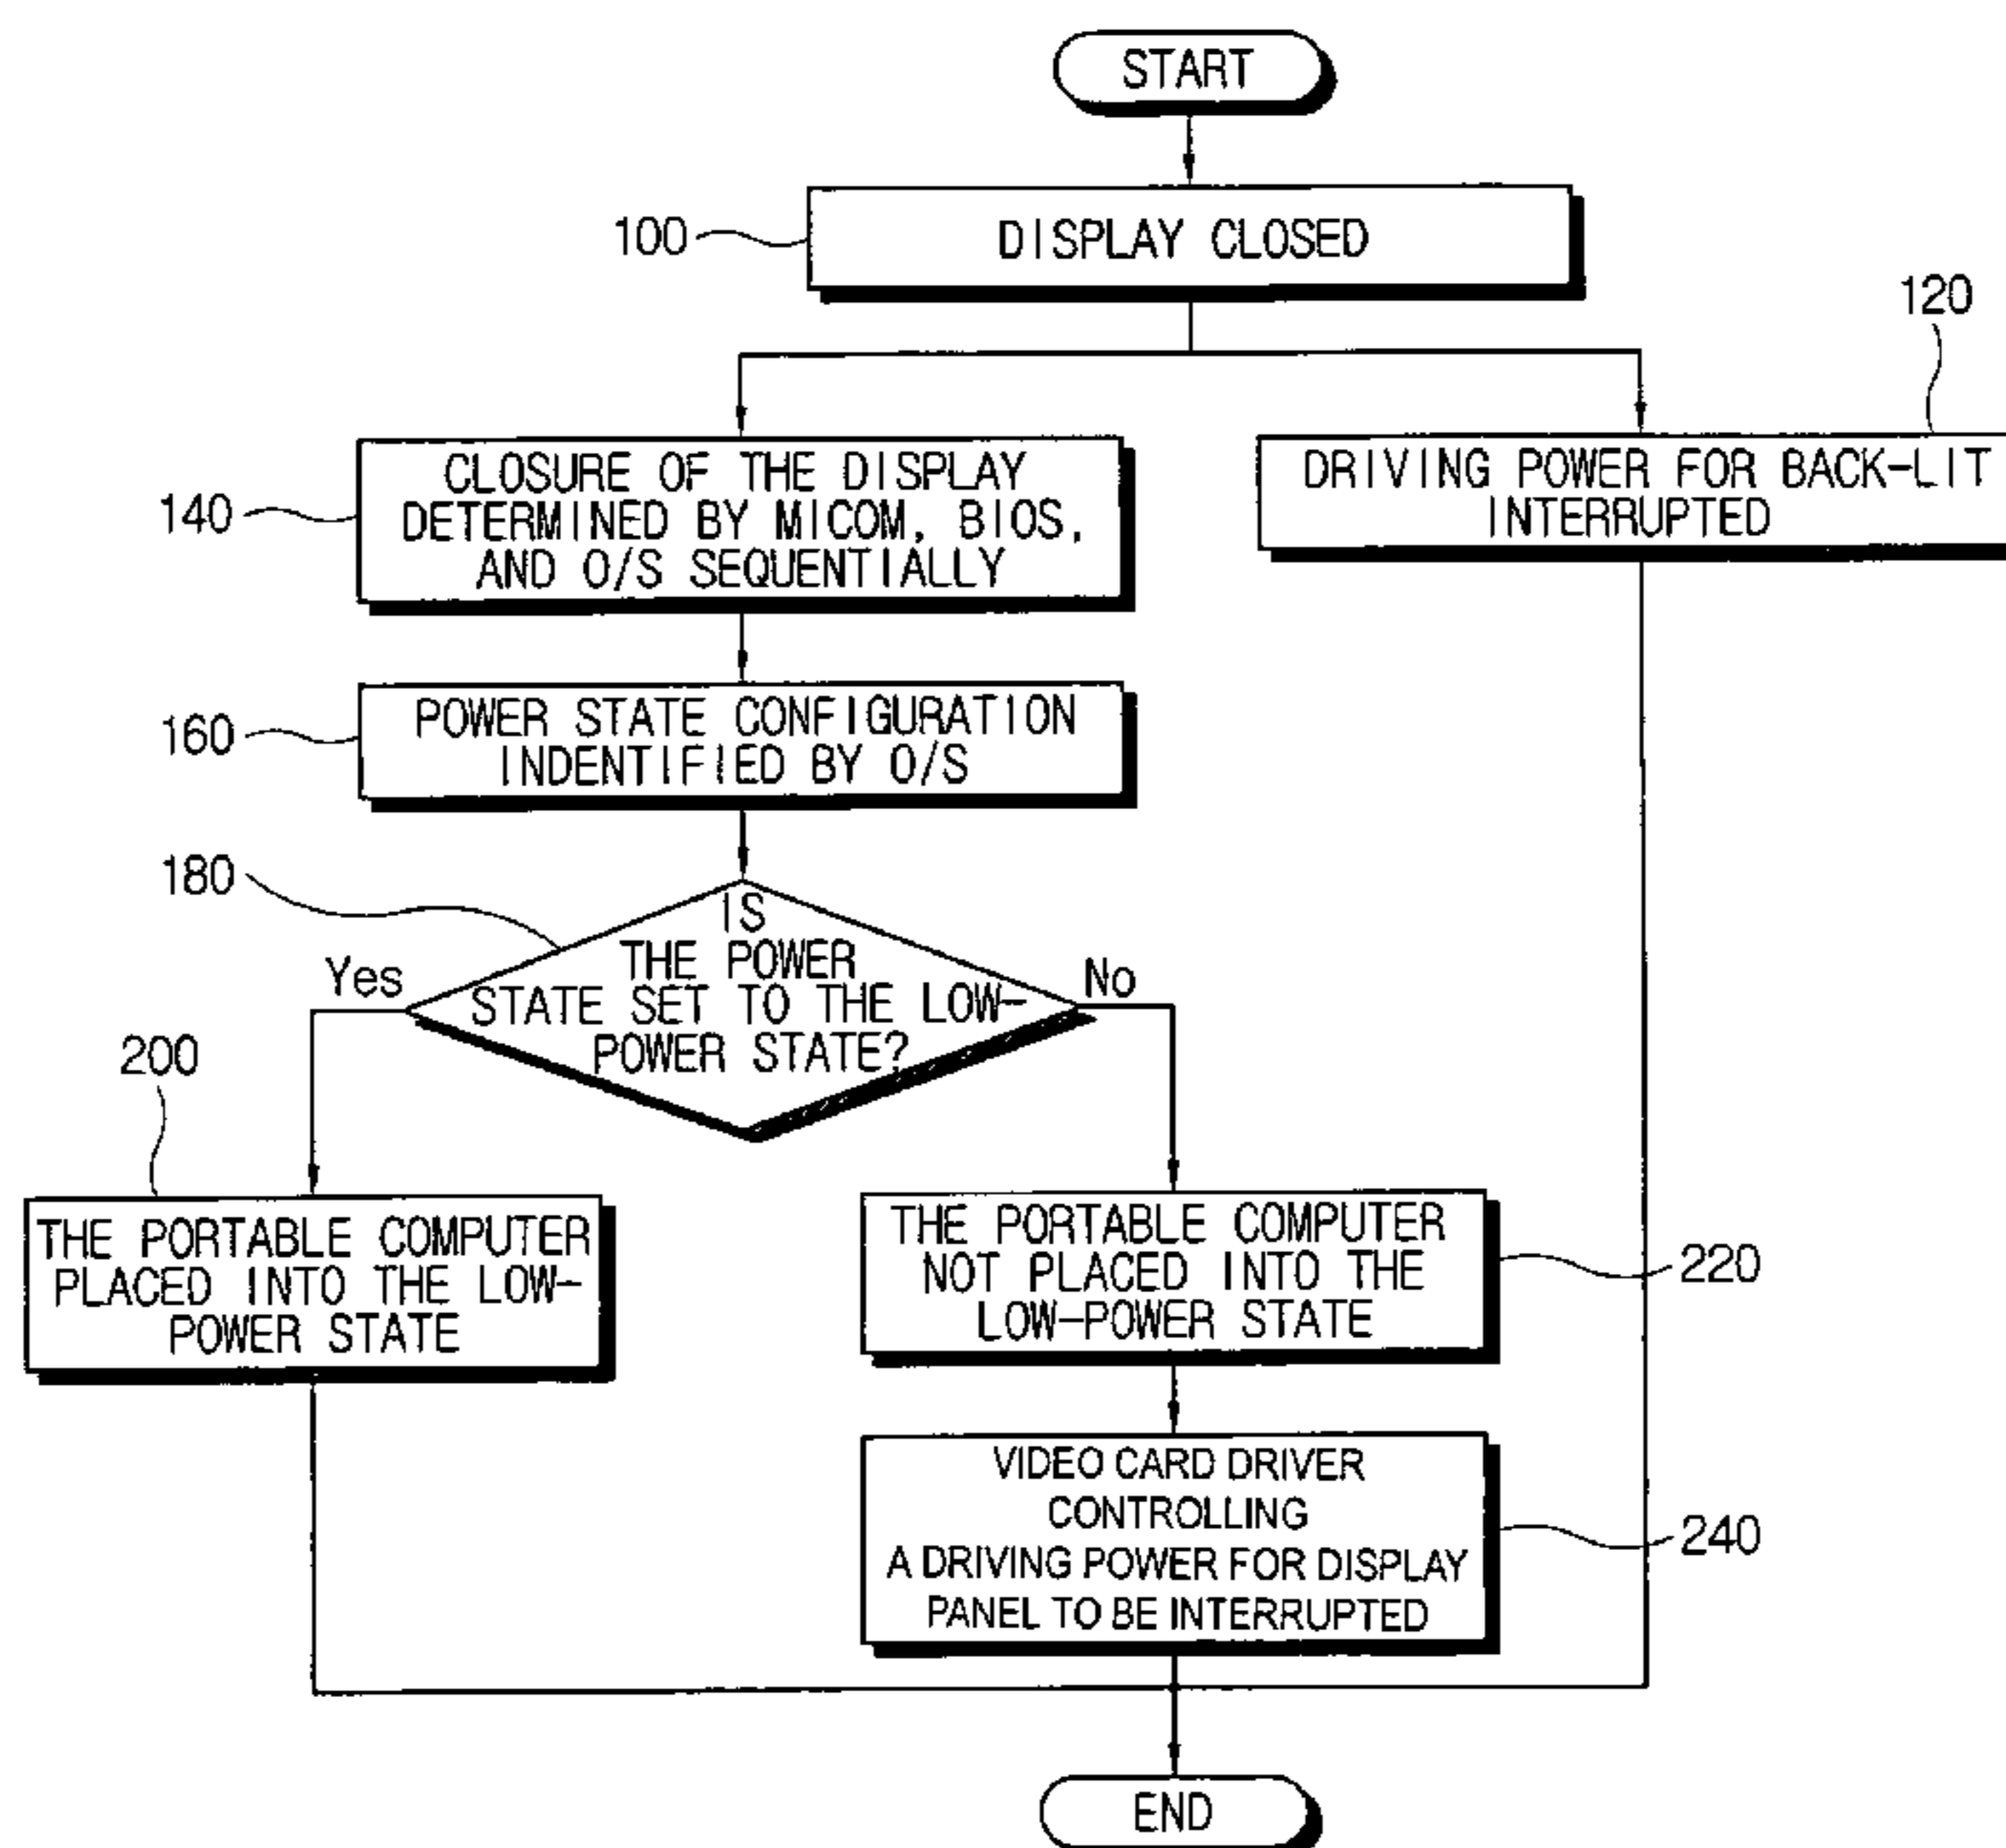 START
100
DISPLAY CLOSED
120
140
CLOSURE OF THE DISPLAY
DETERMINED BY MICOM, BIOS,
AND O/S SEQUENTIALLY
DRIVING POWER FOR BACK-LIT
INTERRUPTED
160
POWER STATE CONFIGURATION
INDENTIFIED BY O/S
180
IS
THE POWER
STATE SET TO THE LOW-
POWER STATE?
Yes
No
200
THE PORTABLE COMPUTER
PLACED INTO THE LOW-
POWER STATE
THE PORTABLE COMPUTER
NOT PLACED INTO THE
LOW-POWER STATE
220
VIDEO CARD DRIVER
CONTROLLING
A DRIVING POWER FOR DISPLAY
PANEL TO BE INTERRUPTED
240
END